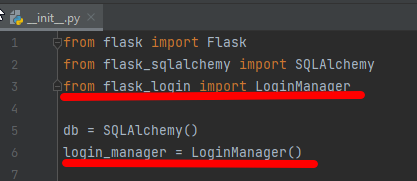 __init__.py
1 from flask import Flask
2 from flask_sqlalchemy import SQLAlchemy
3 from flask_login import LoginManager
4
5 db = SQLAlchemy()
6 login_manager = LoginManager()